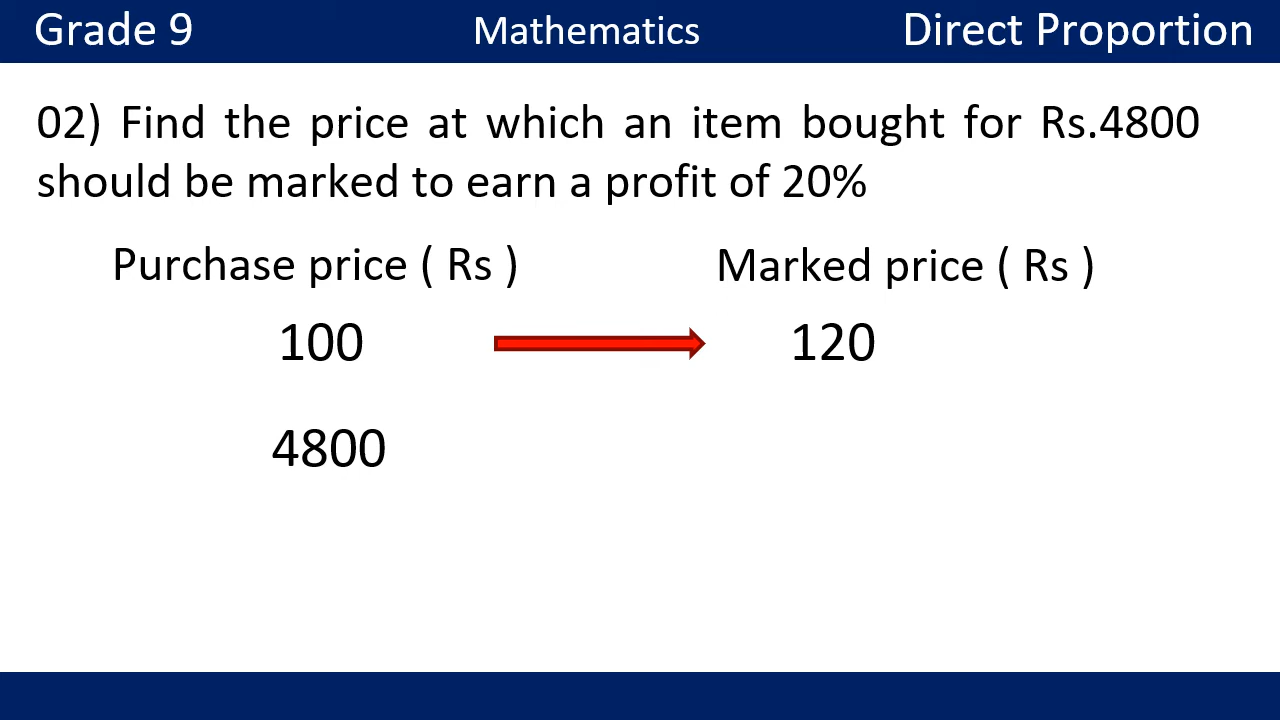 Grade 9
Mathematics
Direct Proportion
02) Find the price at which an item bought for Rs.4800
should be marked to earn a profit of 20%
Purchase price ( Rs )
Marked price ( Rs )
100
120
4800